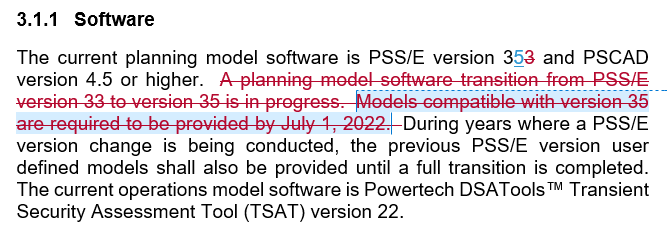 3.1.1 Software
The current planning model software is PSS/E version 353 and PSCAD
version 4.5 or higher. A planning model software transition from PSS/E
version 33 to version 35 is in progress. Models compatible with version 35
are required to be provided by July 1, 2022. During years where a PSS/E
version change is being conducted, the previous PSS/E version user
defined models shall also be provided until a full transition is completed.
The current operations model software is Powertech DSATools™ Transient
Security Assessment Tool (TSAT) version 22.